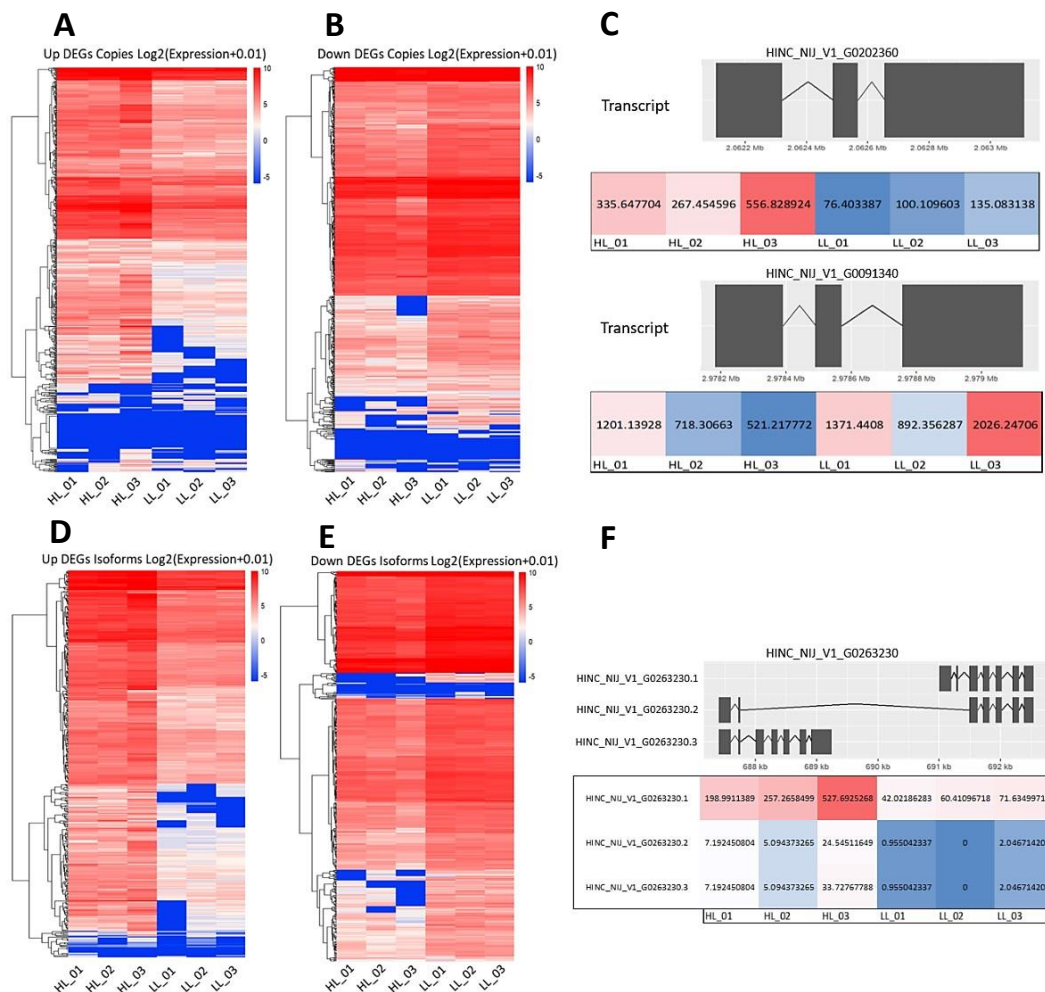 A
Up DEGs Copies Log2(Expression+0.01)
10
5
0
-5
HL_01
HL_02
HL_03
LL_01
LL_02
LL_03
B
Down DEGs Copies Log2(Expression+0.01)
10
5
0
-5
HL_01
HL_02
HL_03
LL_01
LL_02
LL_03
C
HINC_NIJ_V1_G0202360
Transcript
2.0622 Mb 2.0624 Mb 2.0626 Mb 2.0628 Mb 2.063 Mb
335.647704 267.454596 556.828924 76.403387 100.109603 135.083138
HL_01 HL_02 HL_03 LL_01 LL_02 LL_03
HINC_NIJ_V1_G0091340
Transcript
2.9782 Mb 2.9784 Mb 2.9786 Mb 2.9788 Mb 2.979 Mb
1201.13928 718.30663 521.217772 1371.4408 892.356287 2026.24706
HL_01 HL_02 HL_03 LL_01 LL_02 LL_03
D
Up DEGs Isoforms Log2(Expression+0.01)
10
5
0
-5
HL_01
HL_02
HL_03
LL_01
LL_02
LL_03
E
Down DEGs Isoforms Log2(Expression+0.01)
10
5
0
-5
HL_01
HL_02
HL_03
LL_01
LL_02
LL_03
F
HINC_NIJ_V1_G0263230
HINC_NIJ_V1_G0263230.1
HINC_NIJ_V1_G0263230.2
HINC_NIJ_V1_G0263230.3
688 kb 689 kb 690 kb 691 kb 692 kb
HINC_NIJ_V1_G0263230.1 198.9911389 257.2658499 527.6925268 42.02186283 60.41096718 71.6349971
HINC_NIJ_V1_G0263230.2 7.192450804 5.094373265 24.54511649 0.955042337 0 2.04671420
HINC_NIJ_V1_G0263230.3 7.192450804 5.094373265 33.72767788 0.955042337 0 2.04671420
HL_01 HL_02 HL_03 LL_01 LL_02 LL_03